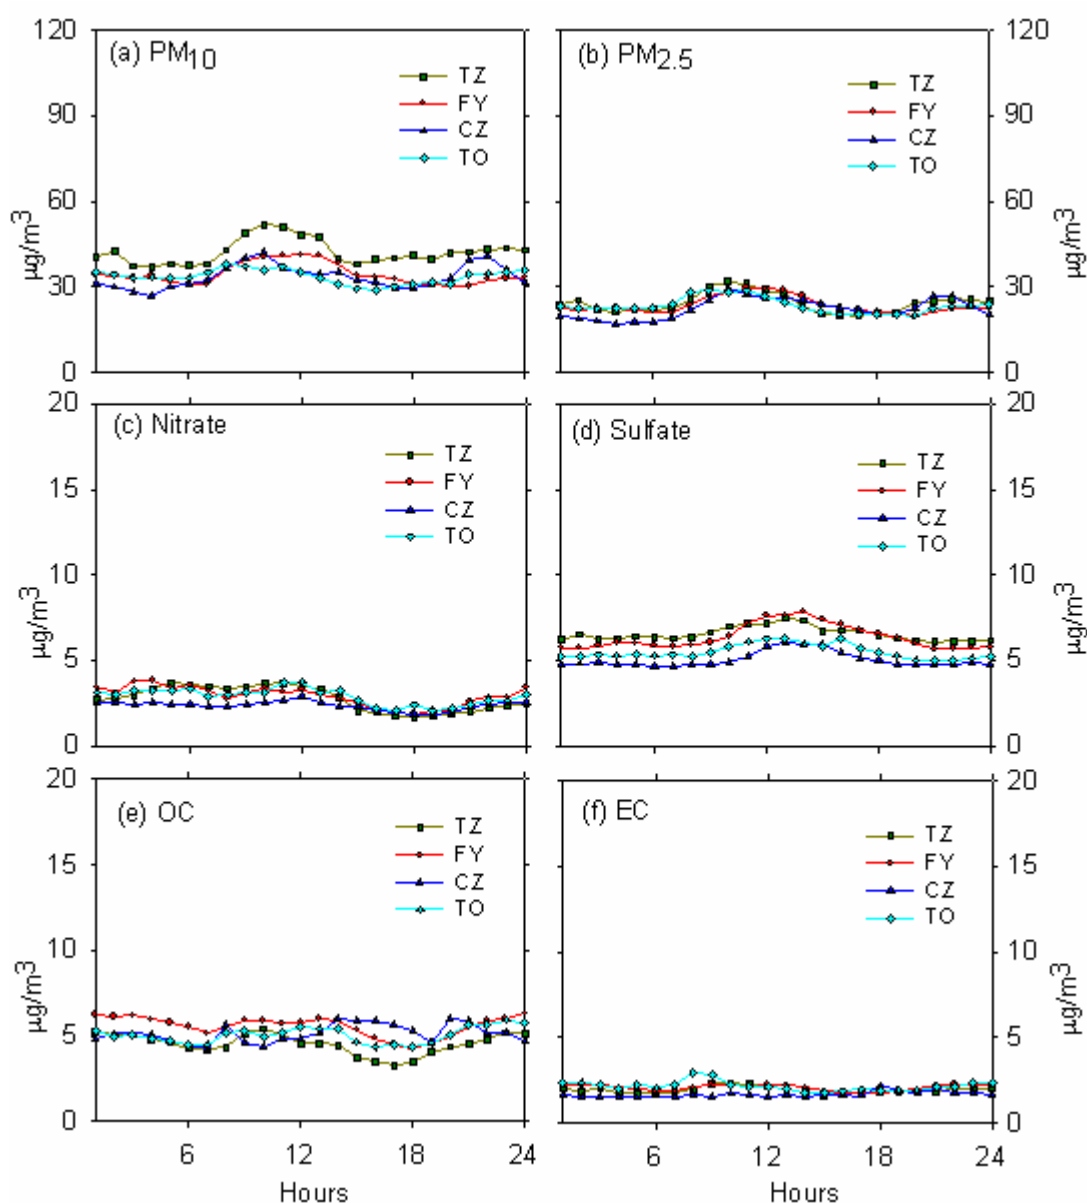 120
90
60
30
0
µg/m3
(a) PM10
TZ
FY
CZ
TO
(b) PM2.5
TZ
FY
CZ
TO
120
90
60
30
0
µg/m3
20
15
10
5
0
µg/m3
(c) Nitrate
TZ
FY
CZ
TO
(d) Sulfate
TZ
FY
CZ
TO
20
15
10
5
0
µg/m3
20
15
10
5
0
µg/m3
(e) OC
TZ
FY
CZ
TO
6 12 18 24
Hours
(f) EC
TZ
FY
CZ
TO
20
15
10
5
0
µg/m3
6 12 18 24
Hours